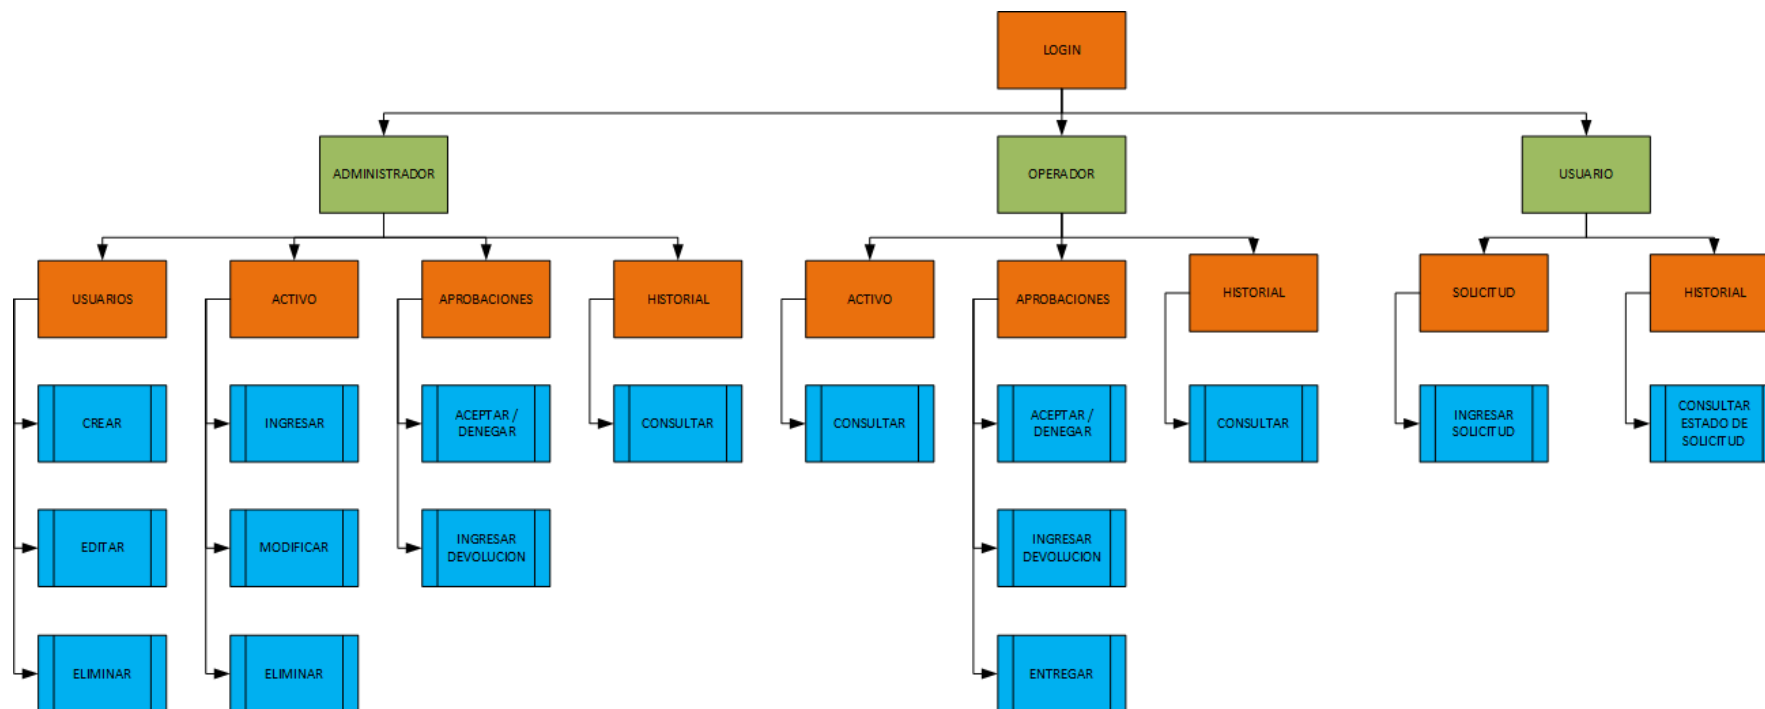 LOGIN
ADMINISTRADOR
OPERADOR
USUARIO
USUARIOS
ACTIVO
APROBACIONES
HISTORIAL
ACTIVO
APROBACIONES
HISTORIAL
SOLICITUD
HISTORIAL
CREAR
INGRESAR
ACEPTAR /
DENEGAR
CONSULTAR
CONSULTAR
ACEPTAR /
DENEGAR
CONSULTAR
INGRESAR
SOLICITUD
CONSULTAR
ESTADO DE
SOLICITUD
EDITAR
MODIFICAR
INGRESAR
DEVOLUCION
INGRESAR
DEVOLUCION
ELIMINAR
ELIMINAR
ENTREGAR